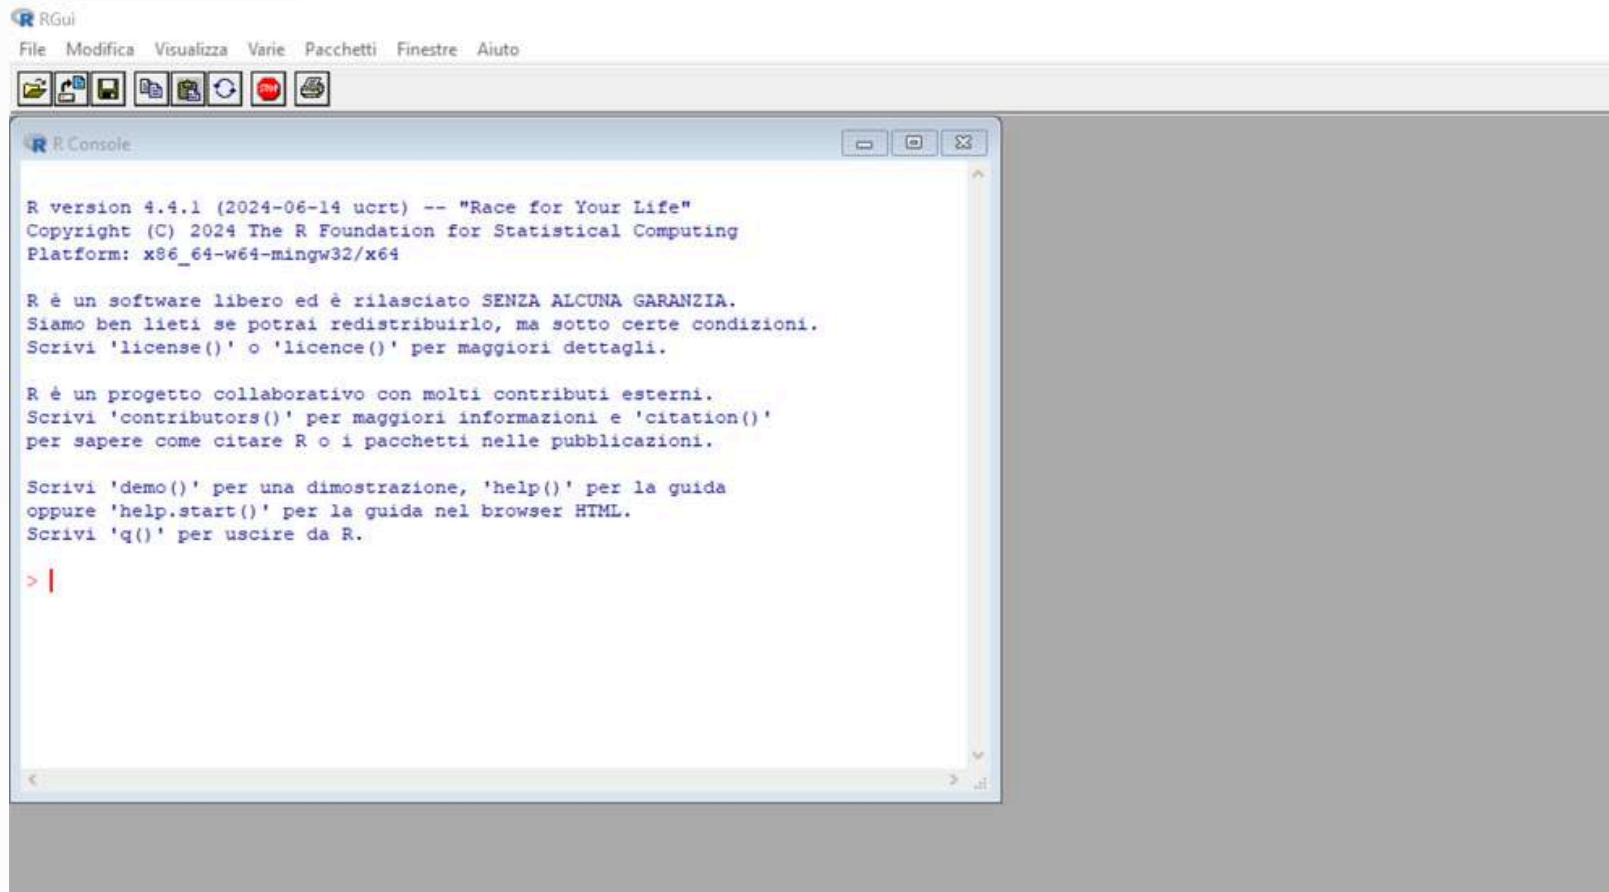 RGui
File Modifica Visualizza Varie Pacchetti Finestre Aiuto
STOP
R Console
R version 4.4.1 (2024-06-14 ucrt) -- "Race for Your Life"
Copyright (C) 2024 The R Foundation for Statistical Computing
Platform: x86_64-w64-mingw32/x64
R è un software libero ed è rilasciato SENZA ALCUNA GARANZIA.
Siamo ben lieti se potrai redistribuirlo, ma sotto certe condizioni.
Scrivi 'license()' o 'licence()' per maggiori dettagli.
R è un progetto collaborativo con molti contributi esterni.
Scrivi 'contributors()' per maggiori informazioni e 'citation()'
per sapere come citare R o i pacchetti nelle pubblicazioni.
Scrivi 'demo()' per una dimostrazione, 'help()' per la guida
oppure 'help.start()' per la guida nel browser HTML.
Scrivi 'q()' per uscire da R.
>